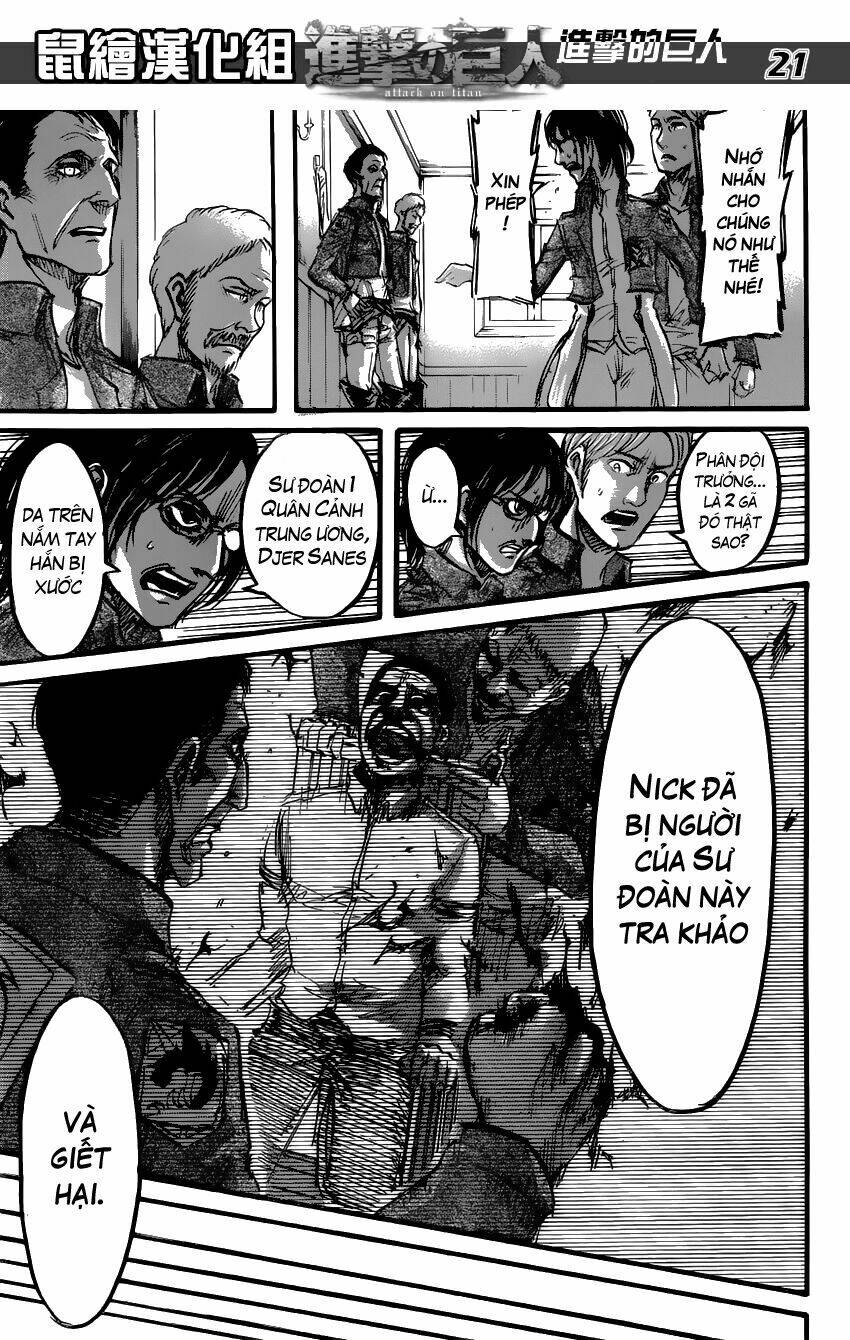 鼠繪漢化組
進撃の巨人
attack on titan
進擊的巨人
21
NHỚ
NHẮN
CHO
CHÚNG
NÓ NHƯ
THẾ
NHÉ!
XIN
PHÉP
!
PHÂN ĐỘI
TRƯỞNG...
LÀ 2 GÃ
ĐÓ THẬT
SAO?
Ừ...
SƯ ĐOÀN 1
QUÂN CẢNH
TRUNG ƯƠNG,
DJER SANES
DA TRÊN
NẮM TAY
HẮN BỊ
XƯỚC
NICK ĐÃ
BỊ NGƯỜI
CỦA SƯ
ĐOÀN NÀY
TRA KHẢO
VÀ
GIẾT
HẠI.